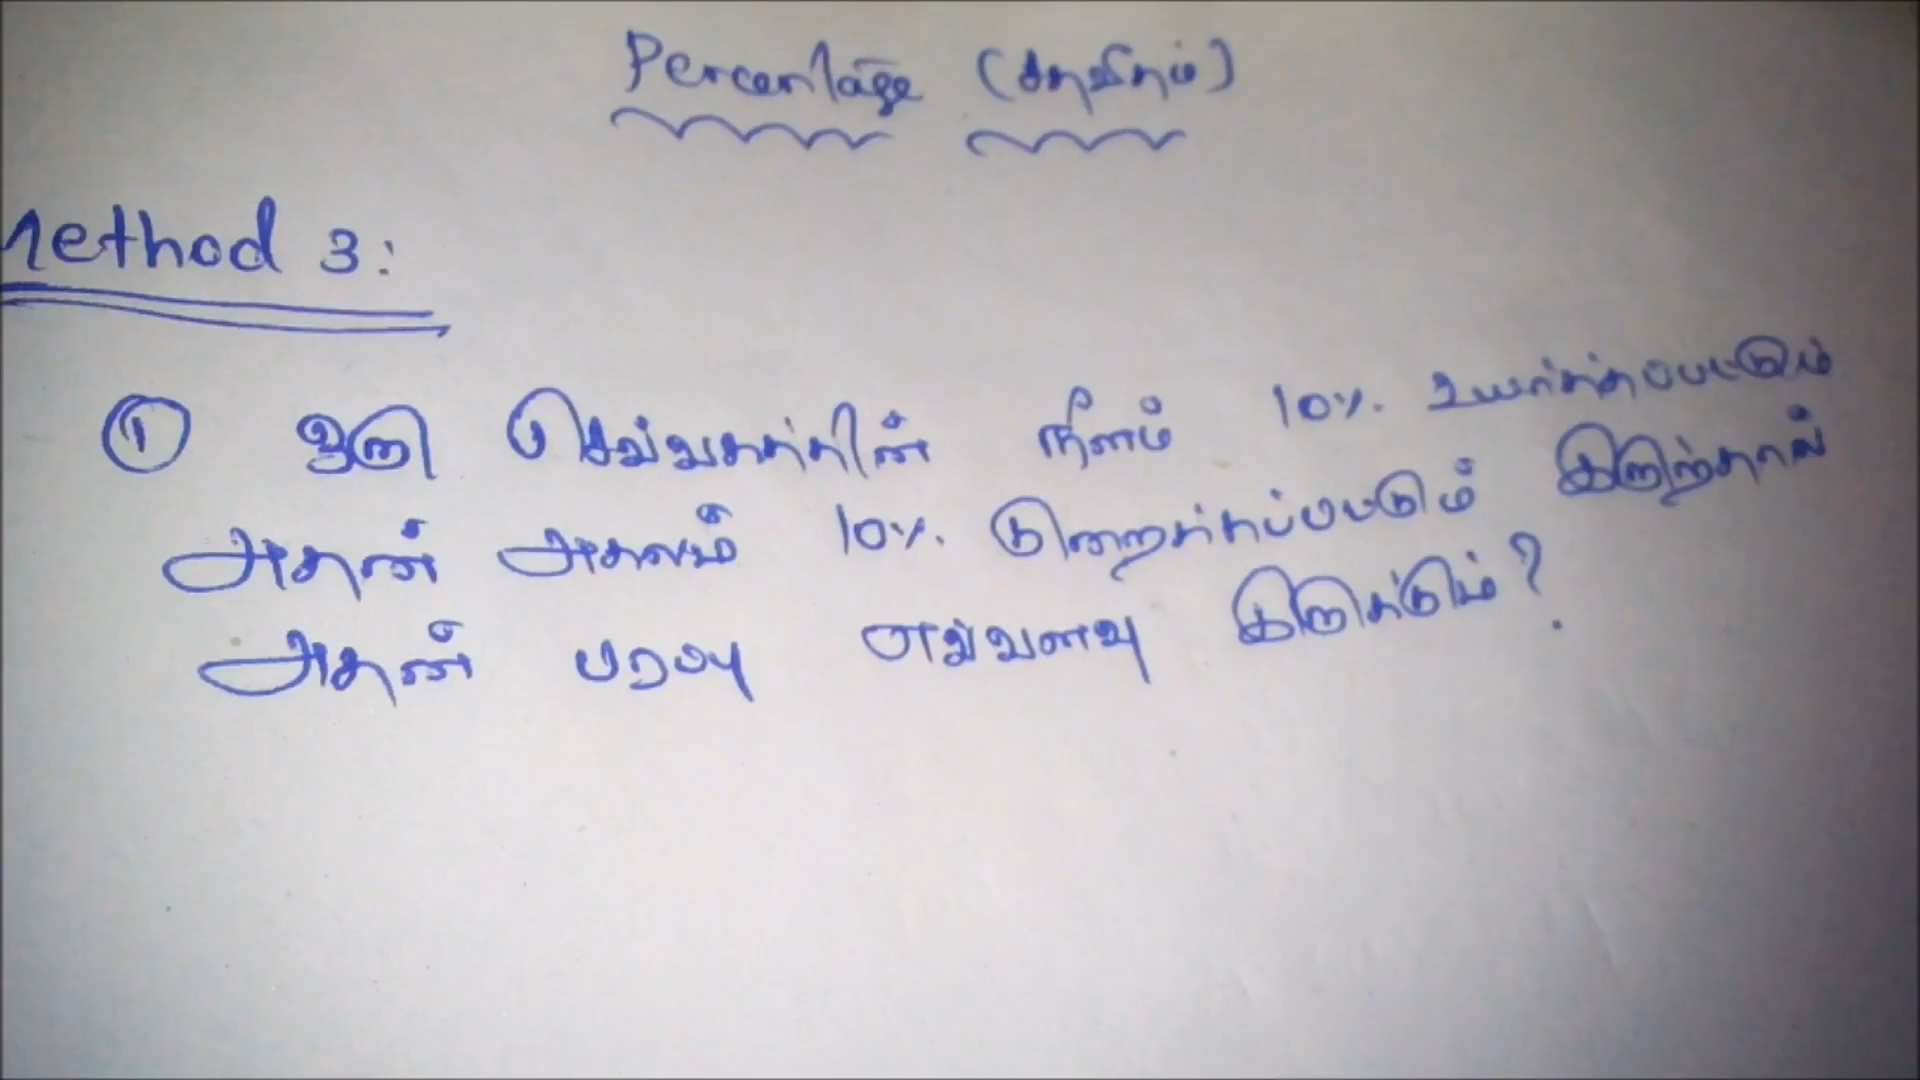 Percentage (சதவீதம்)
Method 3:
① ஒரு செவ்வகத்தின் நீளம் 10% உயர்த்தப்பட்டும்
அதன் அகலம் 10% குறைக்கப்பட்டும் இருந்தால்
அதன் பரப்பு எவ்வளவு இருக்கும்?